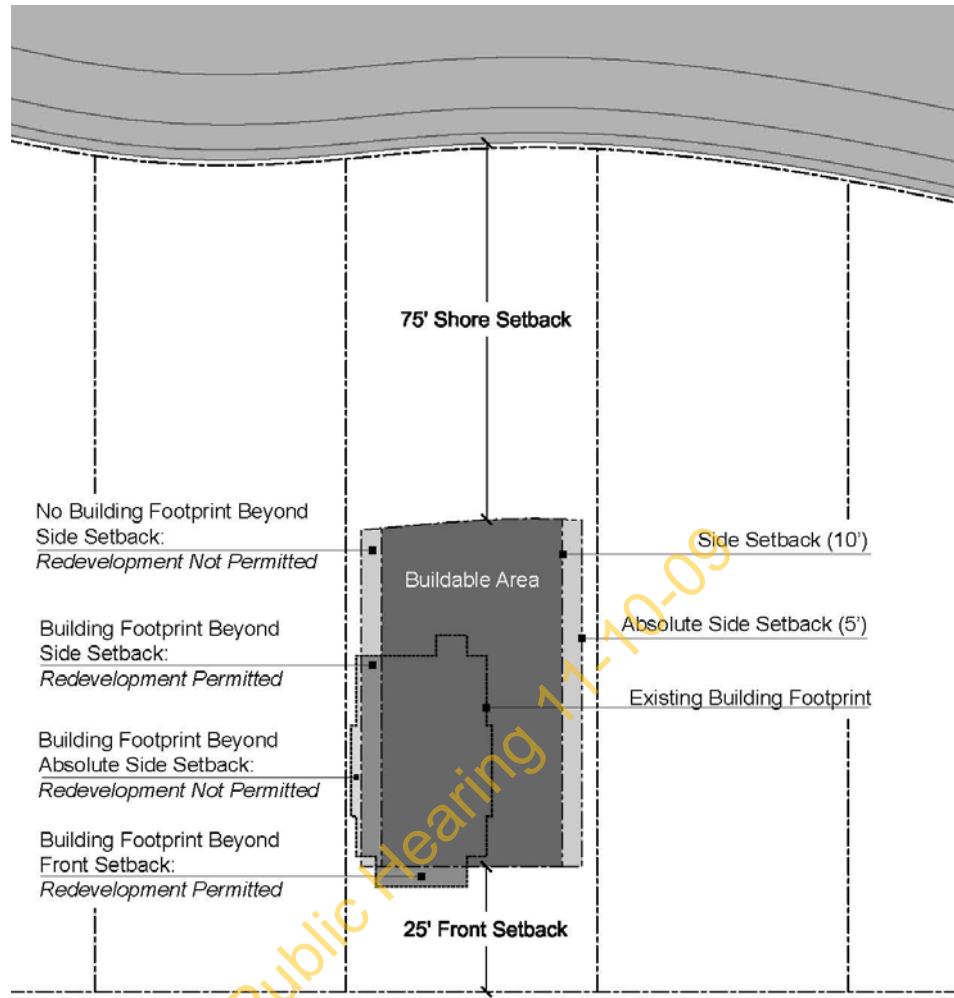 75' Shore Setback
No Building Footprint Beyond
Side Setback:
Redevelopment Not Permitted
Side Setback (10')
Buildable Area
Building Footprint Beyond
Side Setback:
Redevelopment Permitted
Absolute Side Setback (5')
Existing Building Footprint
Building Footprint Beyond
Absolute Side Setback:
Redevelopment Not Permitted
Building Footprint Beyond
Front Setback:
Redevelopment Permitted
25' Front Setback
Public Hearing 11-10-09